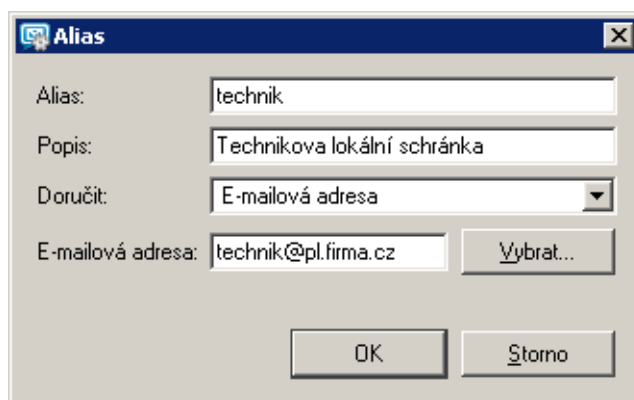 Alias
Alias: technik
Popis: Technikova lokální schránka
Doručit: E-mailová adresa
E-mailová adresa: technik@pl.firma.cz Vybrat...
OK Storno